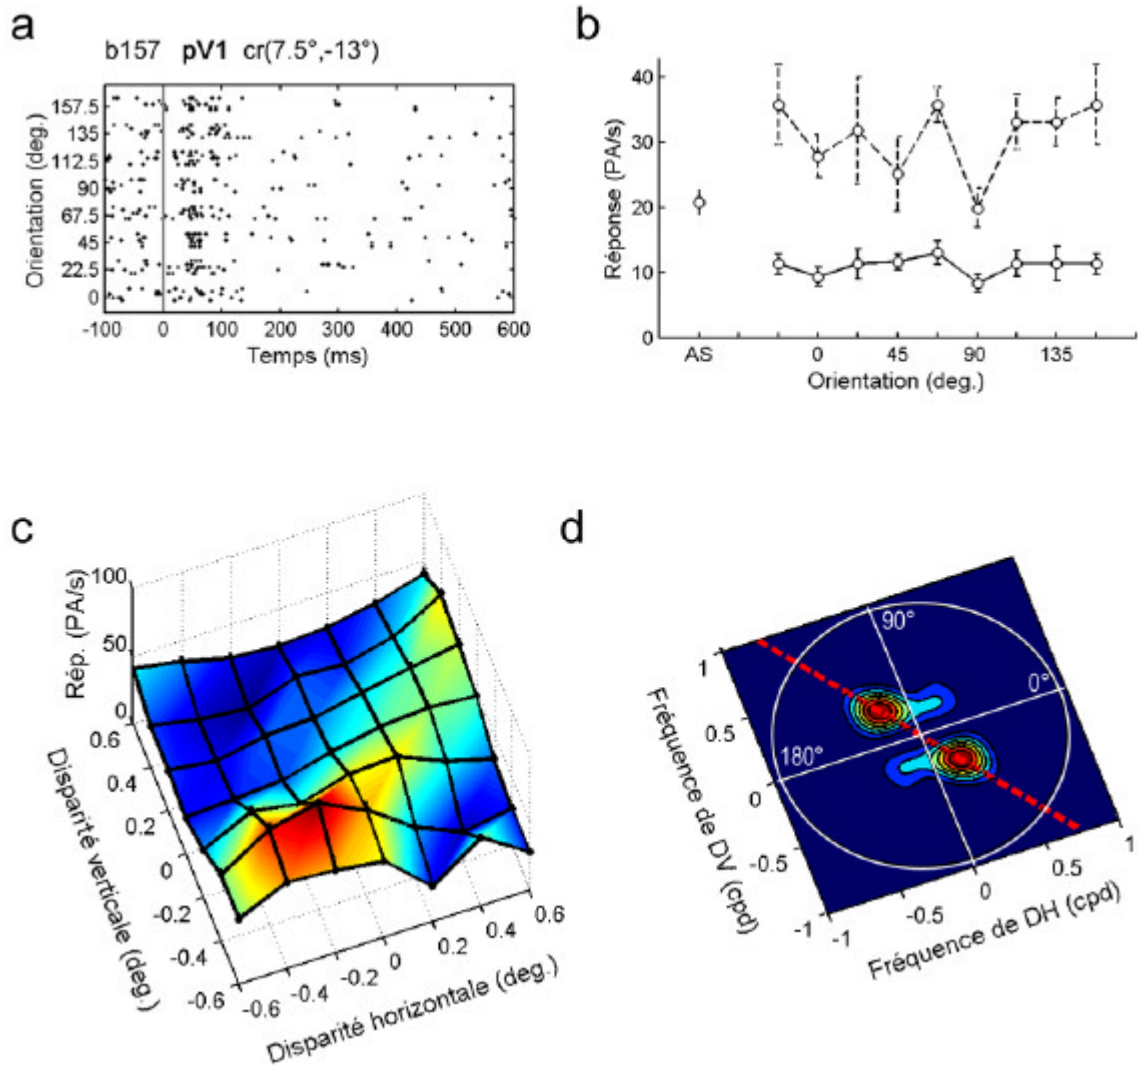 a
b157 pV1 cr(7.5°,-13°)
Orientation (deg.)
157.5
135
112.5
90
67.5
45
22.5
0
-100 0 100 200 300 400 500 600
Temps (ms)
b
Réponse (PA/s)
40
30
20
10
0
AS 0 45 90 135
Orientation (deg.)
c
Rép. (PA/s)
100
50
0
0.6
0.4
0.2
0
-0.2
-0.4
-0.6
Disparité verticale (deg.)
-0.6 -0.4 -0.2 0 0.2 0.4 0.6
Disparité horizontale (deg.)
d
90°
0°
180°
1
0.5
0
-0.5
-1
Fréquence de DV (cpd)
-1 -0.5 0 0.5 1
Fréquence de DH (cpd)